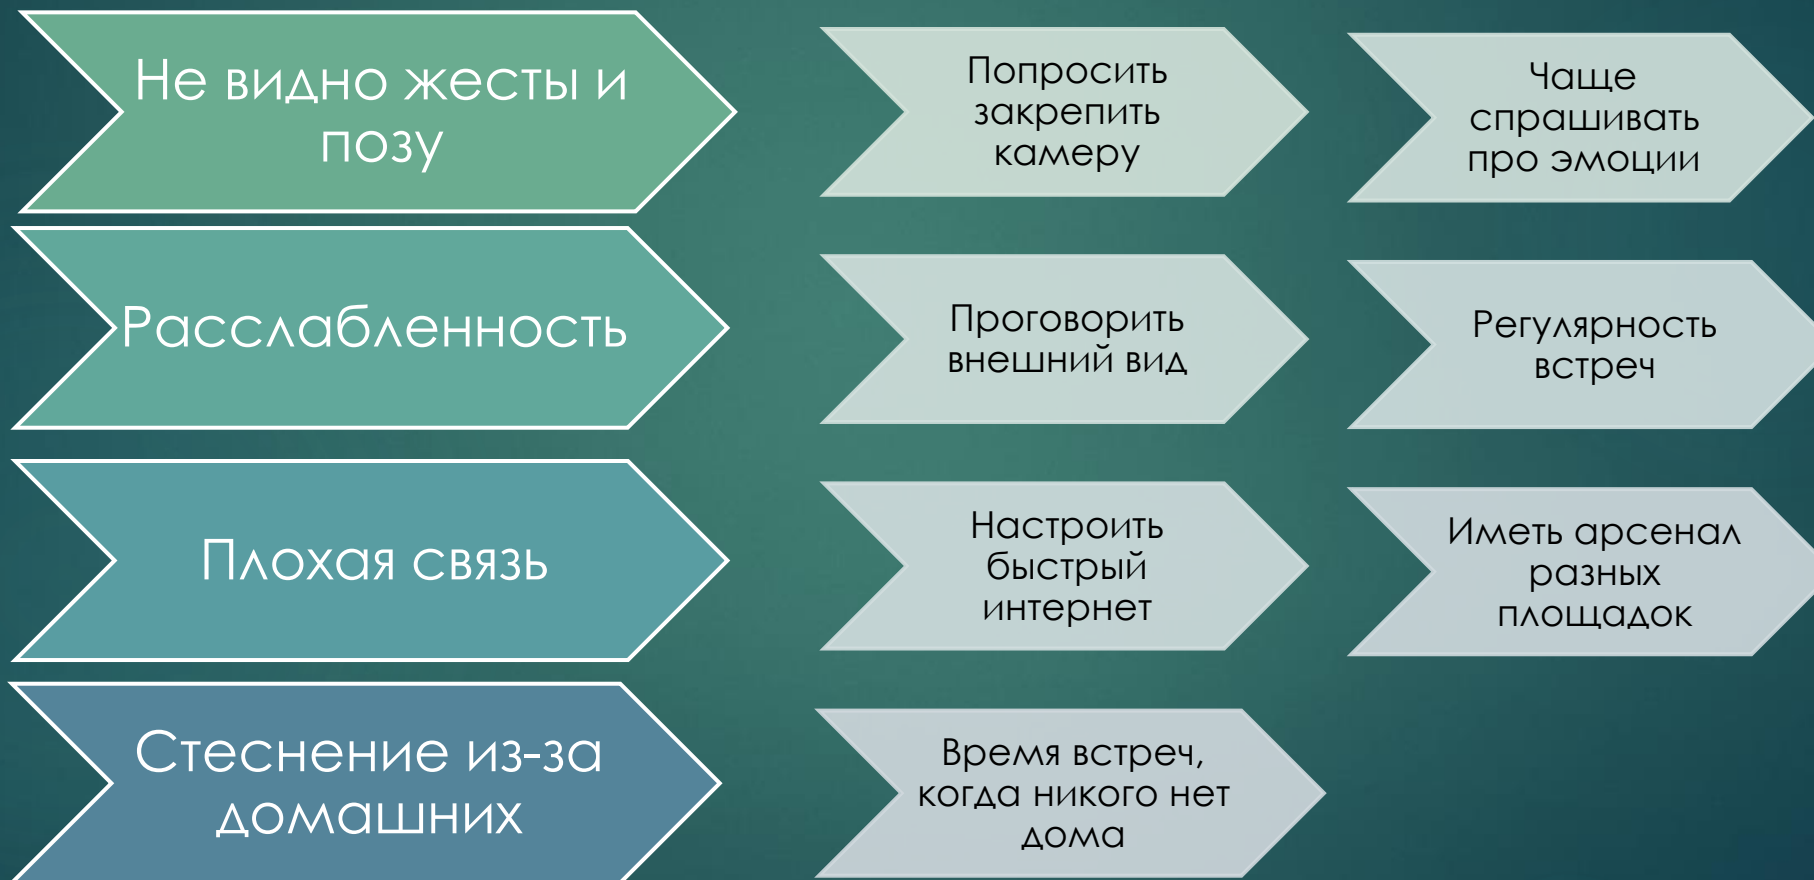 Не видно жесты и
позу
Попросить
закрепить
камеру
Чаще
спрашивать
про эмоции
Расслабленность
Проговорить
внешний вид
Регулярность
встреч
Плохая связь
Настроить
быстрый
интернет
Иметь арсенал
разных
площадок
Стеснение из-за
домашних
Время встреч,
когда никого нет
дома